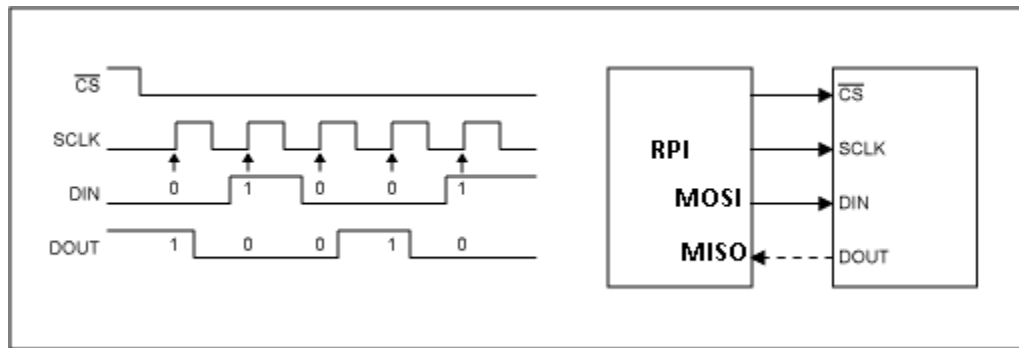 CS
SCLK
DIN
0 1 0 0 1
DOUT
1 0 0 1 0
RPI
MOSI
MISO
CS
SCLK
DIN
DOUT